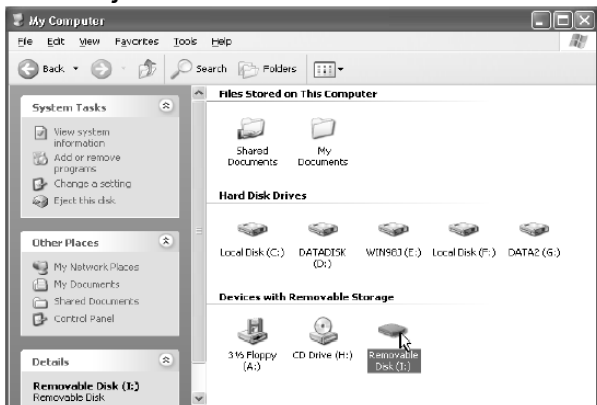 My Computer
File Edit View Favorites Tools Help
Back Search Folders
System Tasks
View system
information
Add or remove
programs
Change a setting
Eject this disk
Other Places
My Network Places
My Documents
Shared Documents
Control Panel
Details
Removable Disk (I:)
Removable Disk
Files Stored on This Computer
Shared
Documents
My
Documents
Hard Disk Drives
Local Disk (C:)
DATADISK
(D:)
WIN98J (E:)
Local Disk (F:)
DATA2 (G:)
Devices with Removable Storage
3½ Floppy
(A:)
CD Drive (H:)
Removable
Disk (I:)